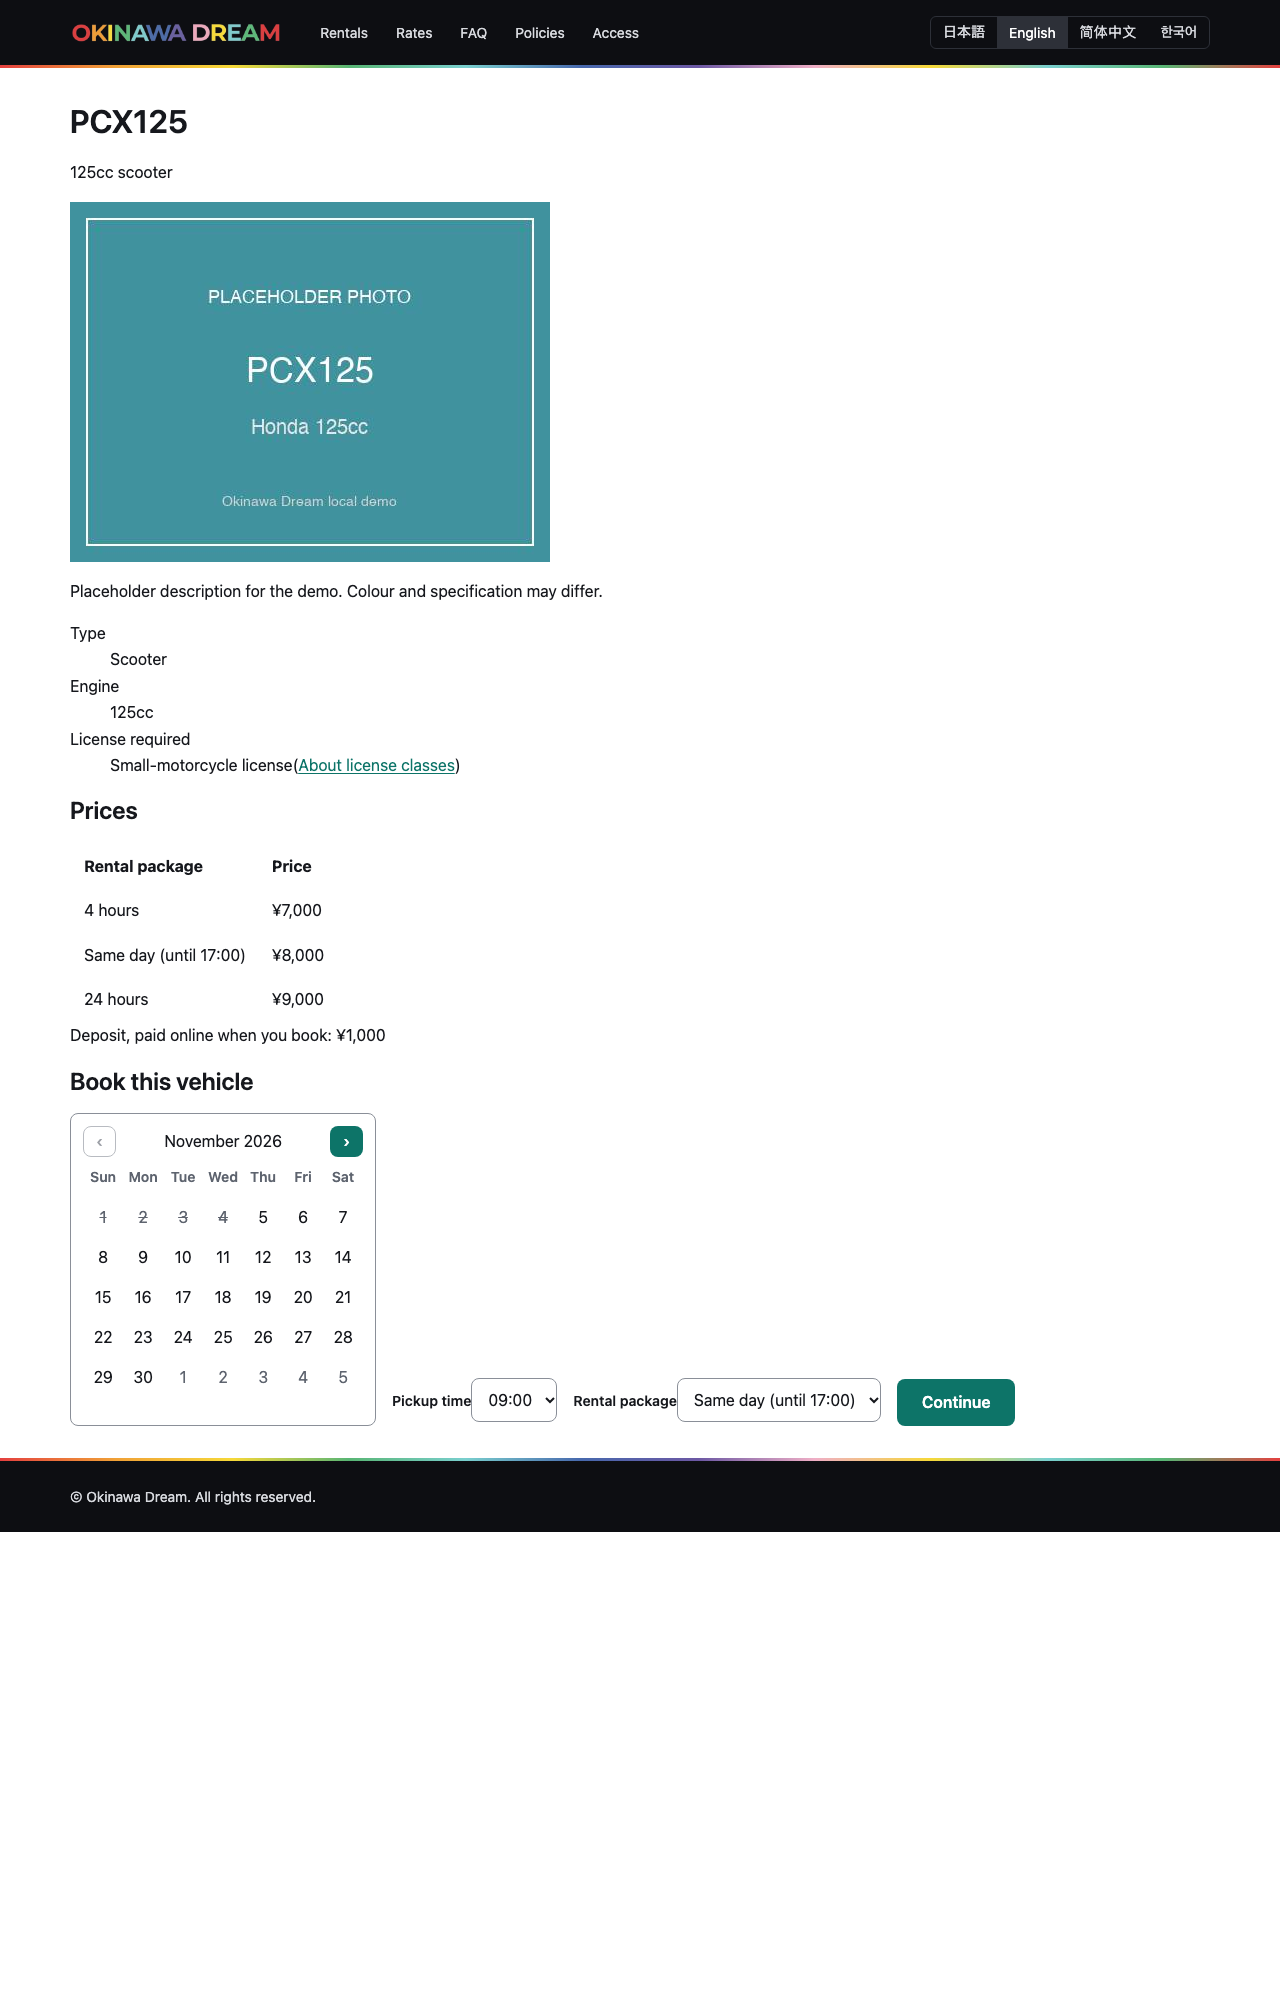 OKINAWA DREAM
Rentals Rates FAQ Policies Access
日本語 English 简体中文 한국어
PCX125
125cc scooter
PLACEHOLDER PHOTO
PCX125
Honda 125cc
Okinawa Dream local demo
Placeholder description for the demo. Colour and specification may differ.
Type
Scooter
Engine
125cc
License required
Small-motorcycle license(About license classes)
Prices
Rental package Price
4 hours ¥7,000
Same day (until 17:00) ¥8,000
24 hours ¥9,000
Deposit, paid online when you book: ¥1,000
Book this vehicle
‹ November 2026 ›
Sun Mon Tue Wed Thu Fri Sat
1 2 3 4 5 6 7
8 9 10 11 12 13 14
15 16 17 18 19 20 21
22 23 24 25 26 27 28
29 30 1 2 3 4 5
Pickup time 09:00 Rental package Same day (until 17:00) Continue
© Okinawa Dream. All rights reserved.